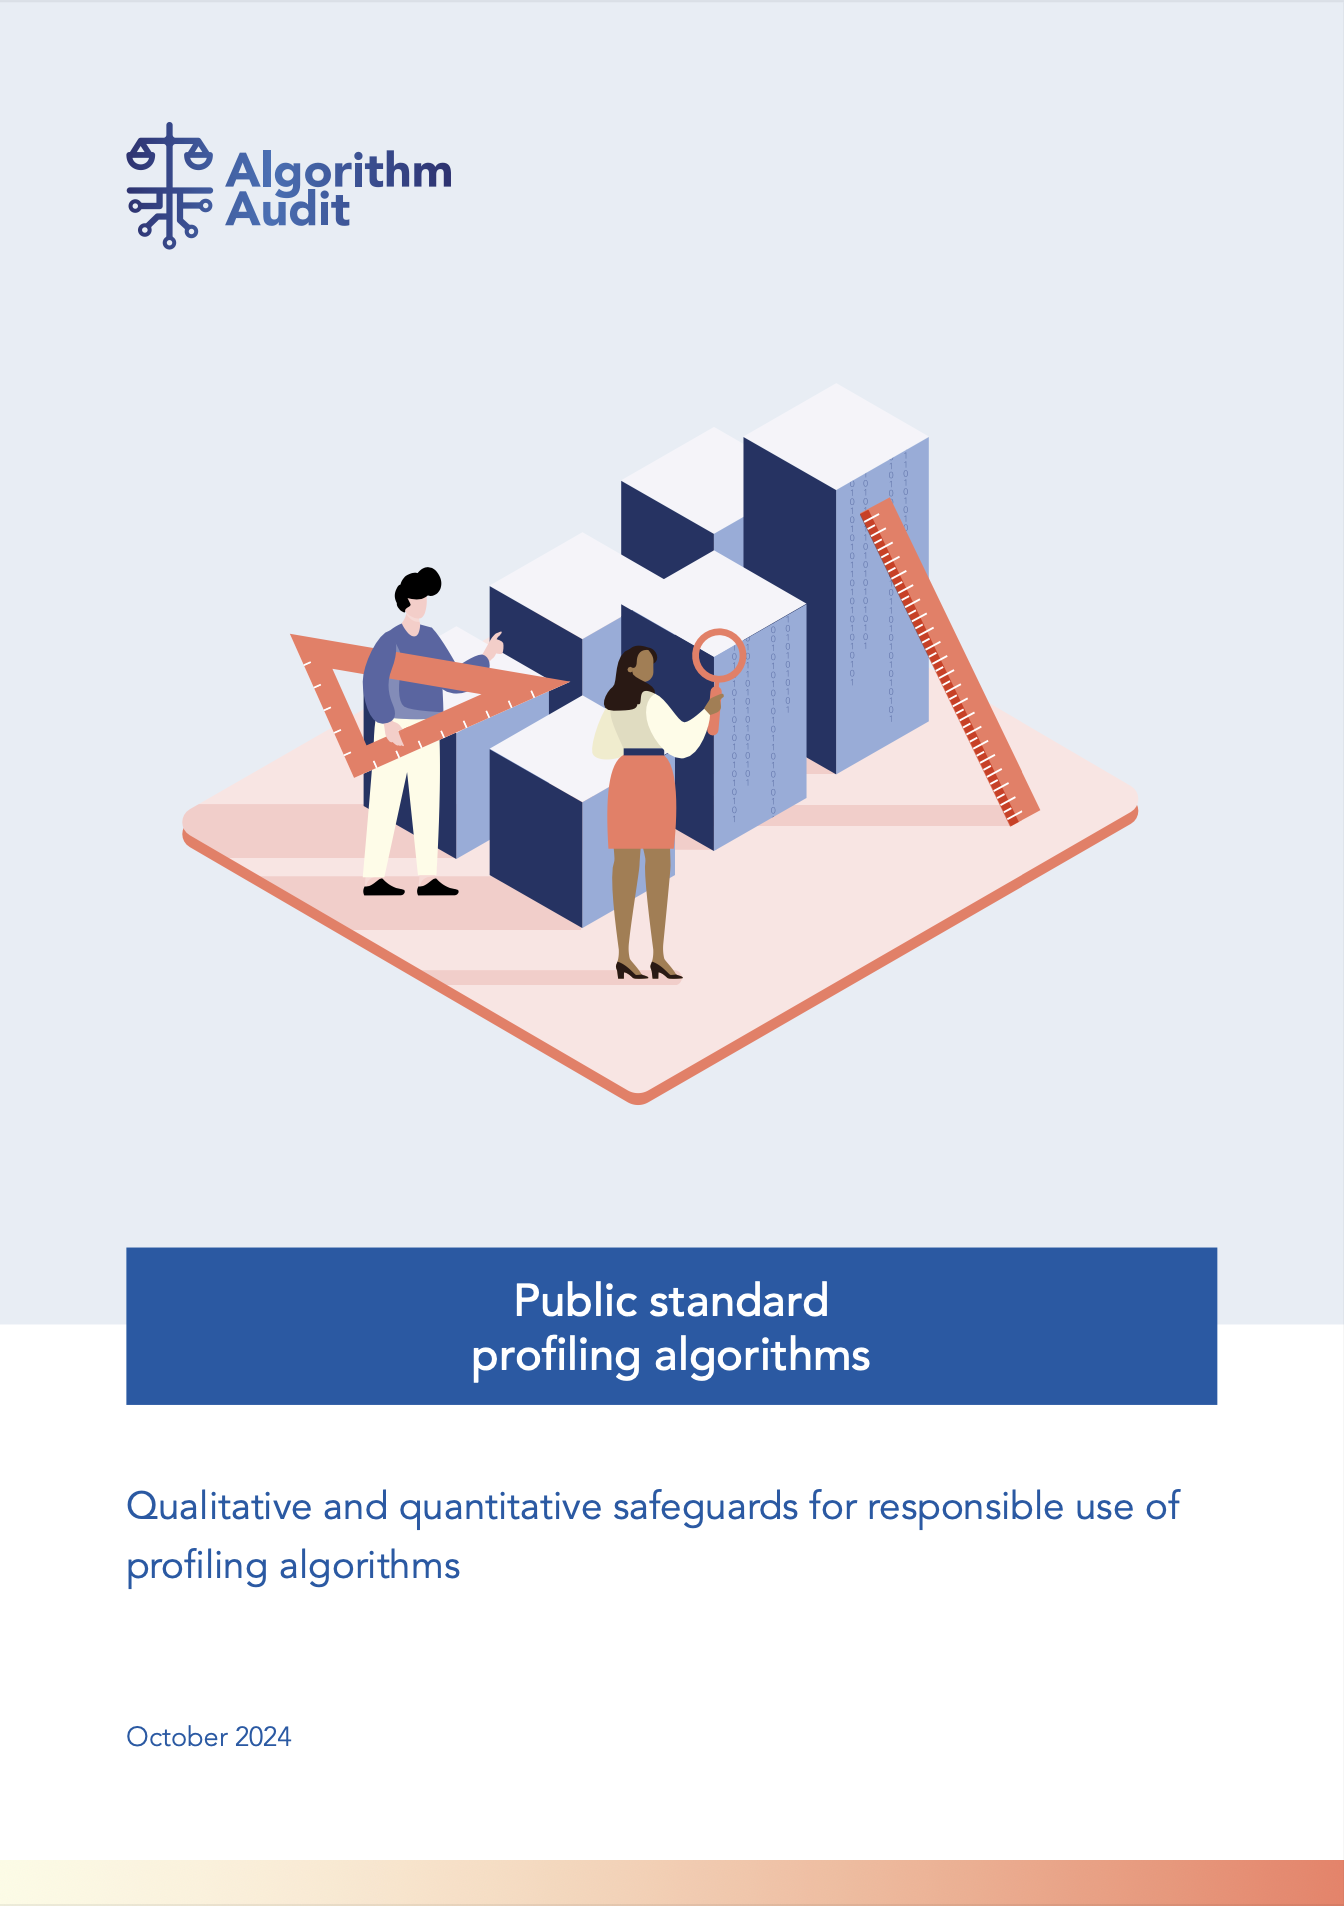 Algorithm
Audit
Public standard
profiling algorithms
Qualitative and quantitative safeguards for responsible use of
profiling algorithms
October 2024